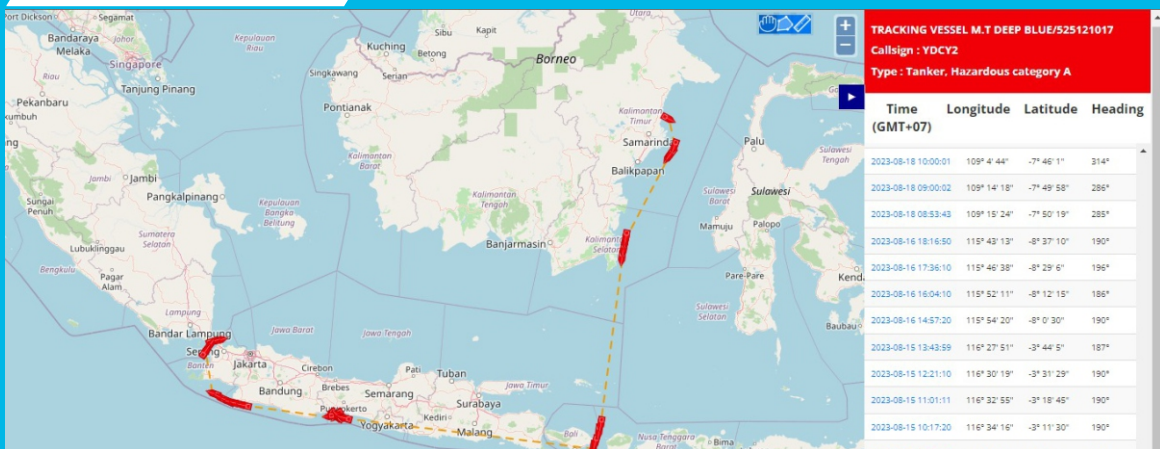 Port Dickson
Segamat
Bandaraya
Melaka
Johor
Singapore
Kepulauan
Riau
Kuching
Sibu
Kapit
Betong
Borneo
Utara
Riau
Pekanbaru
Tanjung Pinang
Singkawang
Serian
Pontianak
Kalimantan
Timur
Samarinda
Balikpapan
Palu
Sulawesi
Tengah
Jambi
Jambi
Sungai
Penuh
Pangkalpinang
Kepulauan
Bangka
Belitung
Kalimantan
Barat
Kalimantan
Tengah
Sulawesi
Barat
Sulawesi
Mamuju
Palopo
Sumatera
Selatan
Lubuklinggau
Banjarmasin
Bengkulu
Pagar
Alam
Pare-Pare
Lampung
Bandar Lampung
Sulawesi
Selatan
Baubau
Banten
Jakarta
Jawa Barat
Jawa Tengah
Cirebon
Bandung
Brebes
Pati
Tuban
Semarang
Jawa Timur
Surabaya
Yogyakarta
Kediri
Malang
Bali
Nusa Tenggara
Bima
+
−
TRACKING VESSEL M.T DEEP BLUE/525121017
Callsign : YDCY2
Type : Tanker, Hazardous category A
Time (GMT+07) Longitude Latitude Heading
2023-08-18 10:00:01 109° 4' 44" -7° 46' 1" 314°
2023-08-18 09:00:02 109° 14' 18" -7° 49' 58" 286°
2023-08-18 08:53:43 109° 15' 24" -7° 50' 19" 285°
2023-08-16 18:16:50 115° 43' 13" -8° 37' 10" 190°
2023-08-16 17:36:10 115° 46' 38" -8° 29' 6" 196°
2023-08-16 16:04:10 115° 52' 11" -8° 12' 15" 186°
2023-08-16 14:57:20 115° 54' 20" -8° 0' 30" 190°
2023-08-15 13:43:59 116° 27' 51" -3° 44' 5" 187°
2023-08-15 12:21:10 116° 30' 19" -3° 31' 29" 190°
2023-08-15 11:01:11 116° 32' 55" -3° 18' 45" 190°
2023-08-15 10:17:20 116° 34' 16" -3° 11' 30" 190°